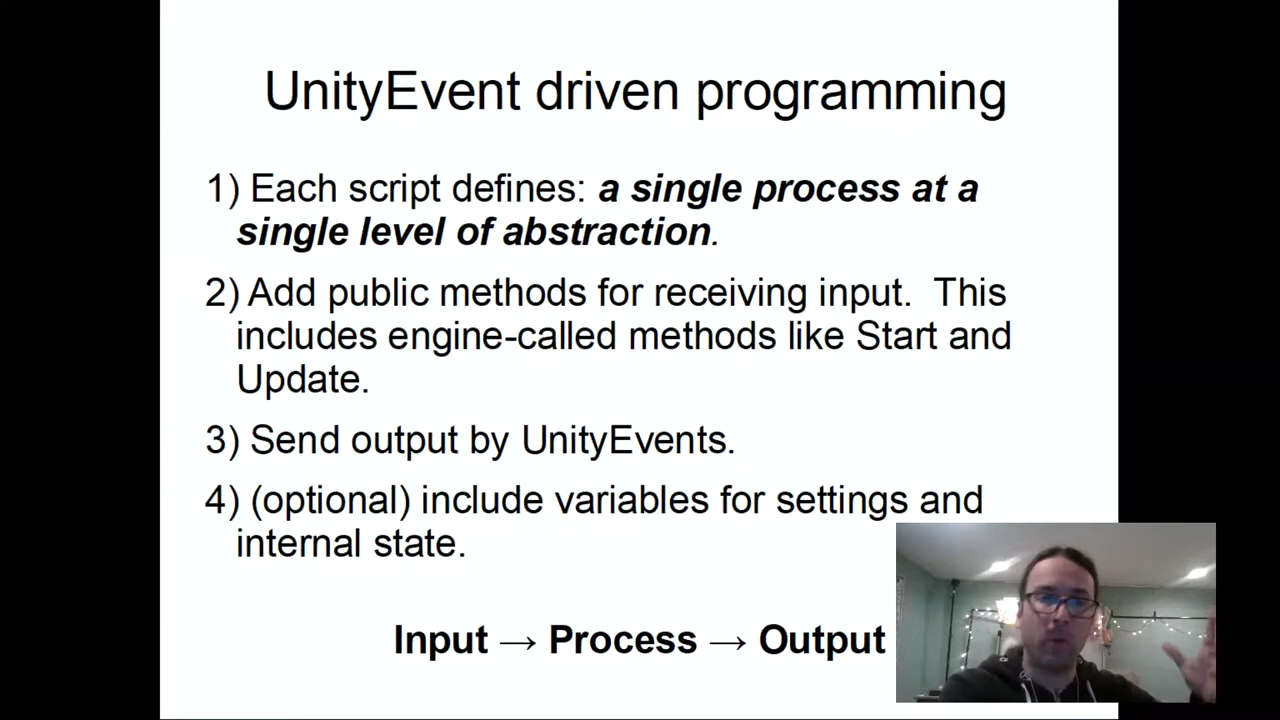 UnityEvent driven programming
1) Each script defines: a single process at a
single level of abstraction.
2) Add public methods for receiving input.  This
includes engine-called methods like Start and
Update.
3) Send output by UnityEvents.
4) (optional) include variables for settings and
internal state.
Input → Process → Output